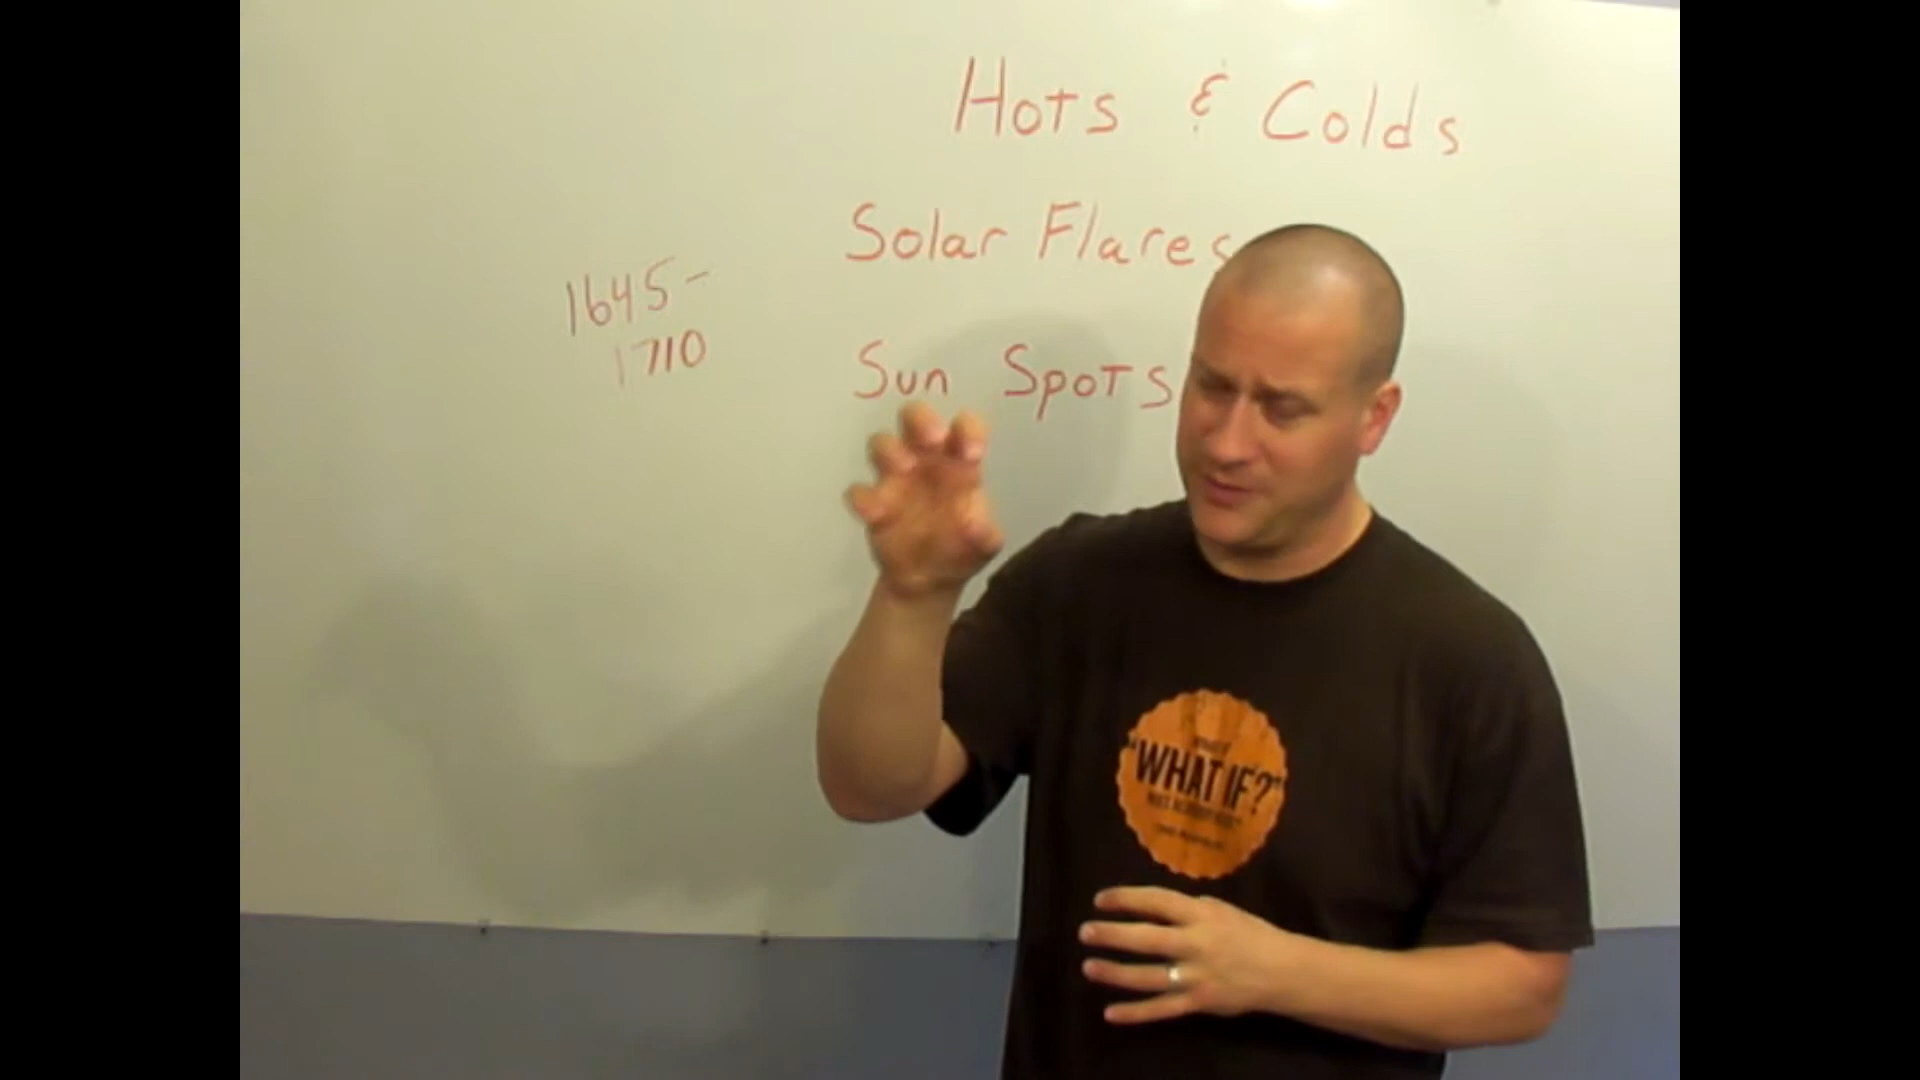 Hots & Colds
Solar Flares
1645-
1710
Sun Spots
"WHAT IF?"